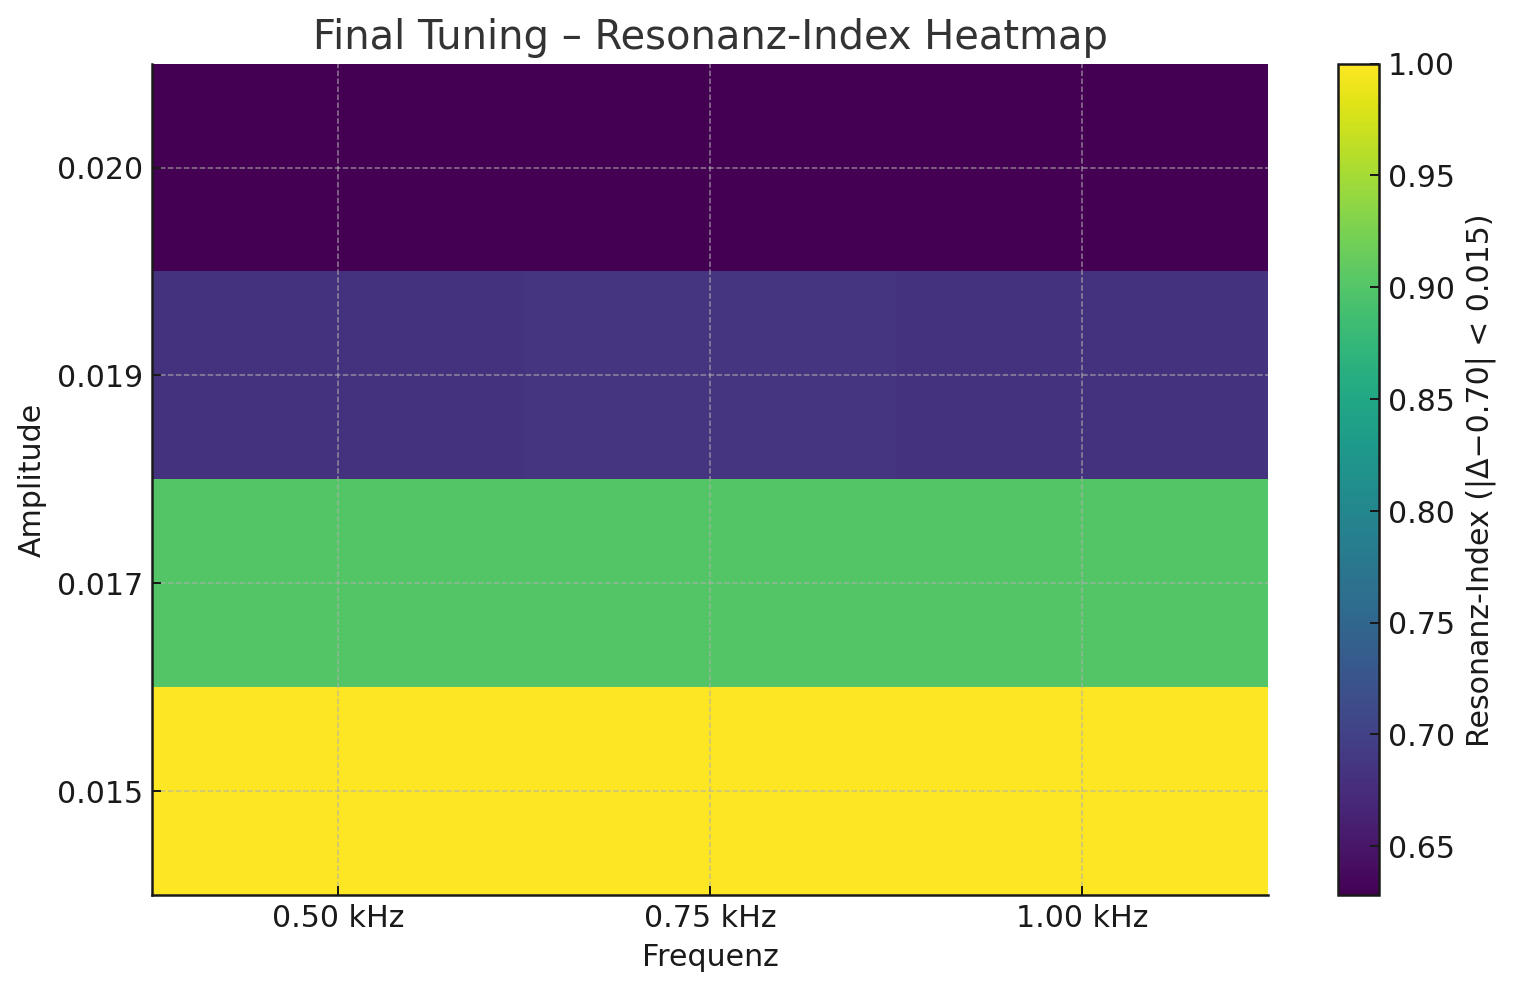 Final Tuning – Resonanz-Index Heatmap
Amplitude
0.020
0.019
0.017
0.015
0.50 kHz
0.75 kHz
1.00 kHz
Frequenz
1.00
0.95
0.90
0.85
0.80
0.75
0.70
0.65
Resonanz-Index (|Δ−0.70| < 0.015)